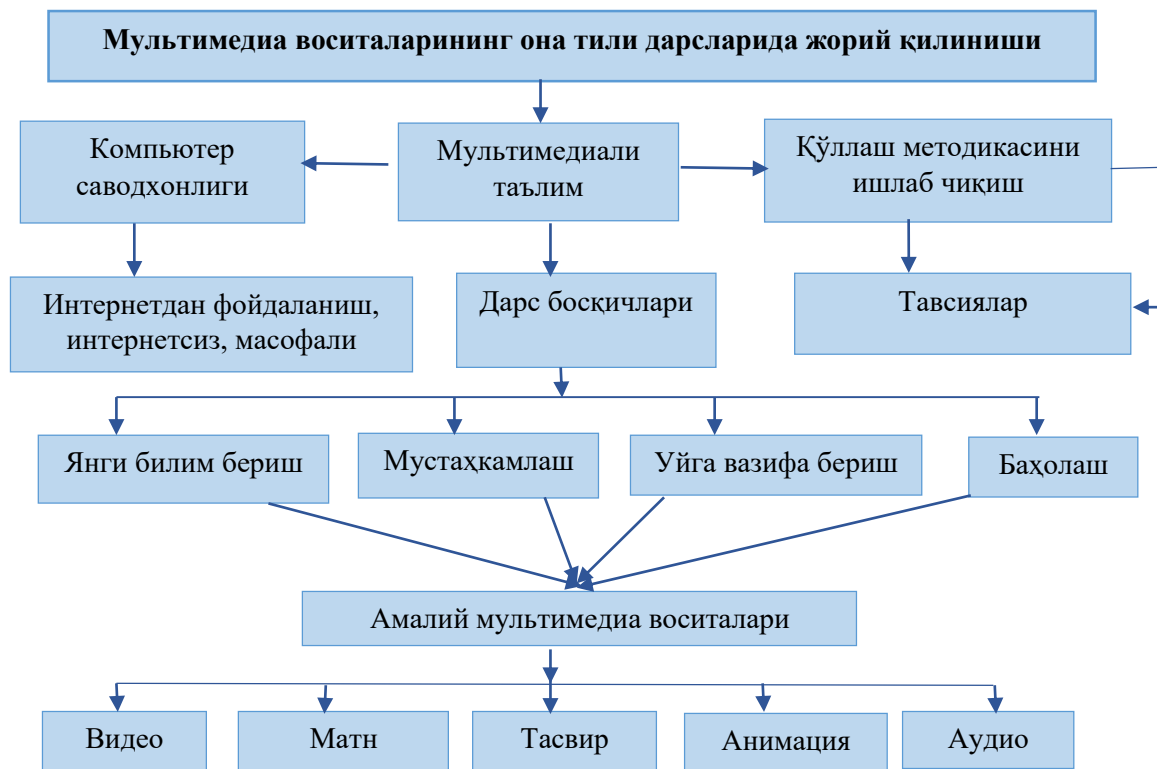 Мультимедиа воситаларининг она тили дарсларида жорий қилиниши
Компьютер
саводхонлиги
Мультимедиали
таълим
Қўллаш методикасини
ишлаб чиқиш
Интернетдан фойдаланиш,
интернетсиз, масофали
Дарс босқичлари
Тавсиялар
Янги билим бериш
Мустаҳкамлаш
Уйга вазифа бериш
Баҳолаш
Амалий мультимедиа воситалари
Видео
Матн
Тасвир
Анимация
Аудио